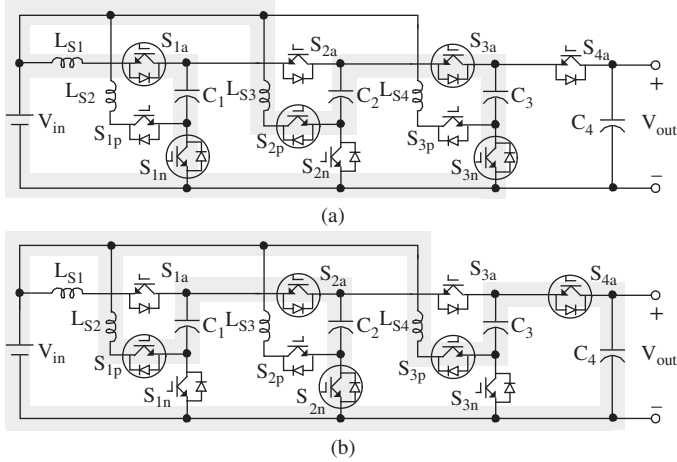 L_S1 S_1a S_2a S_3a S_4a
L_S2 C_1 L_S3 C_2 L_S4 C_3 +
V_in S_1p S_2p S_3p C_4 V_out
S_1n S_2n S_3n −
(a)
L_S1 S_1a S_2a S_3a S_4a
L_S2 C_1 L_S3 C_2 L_S4 C_3 +
V_in S_1p S_2p S_3p C_4 V_out
S_1n S_2n S_3n −
(b)